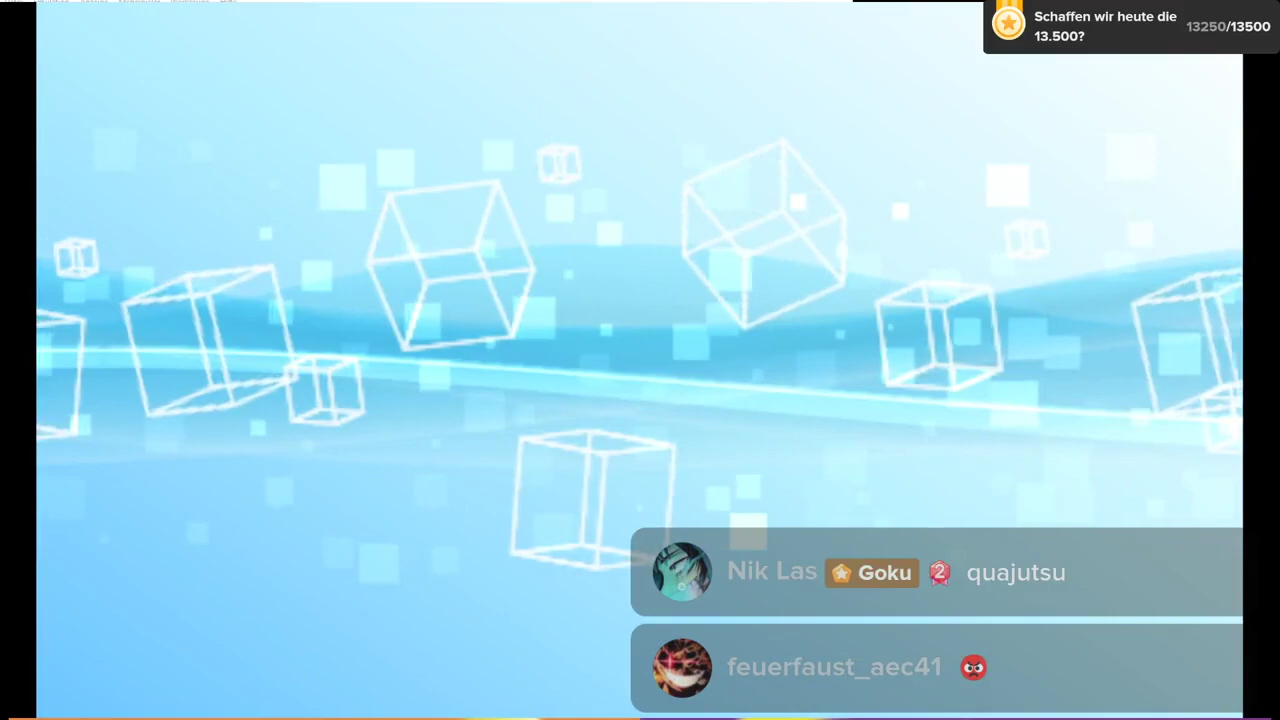 Schaffen wir heute die
13.500?
13250/13500
Nik Las Goku 2 quajutsu
feuerfaust_aec41